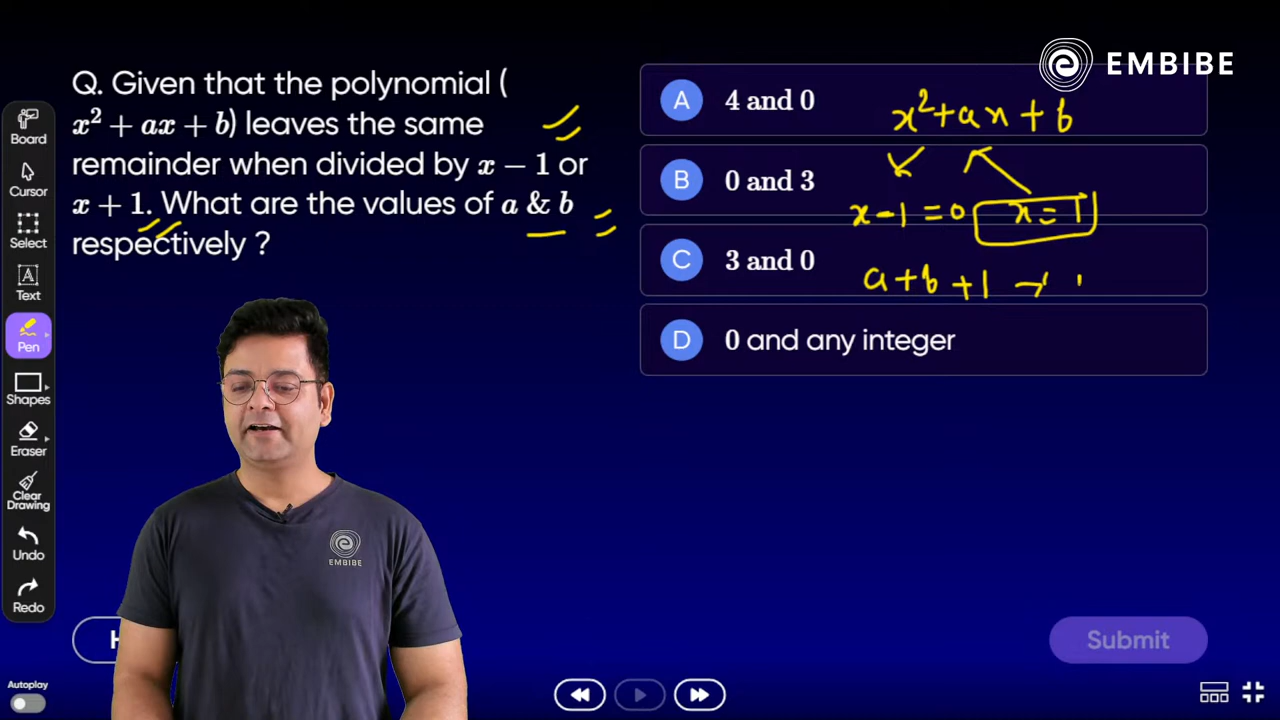 EMBIBE
Q. Given that the polynomial (
x² + ax + b) leaves the same
remainder when divided by x − 1 or
x + 1. What are the values of a & b
respectively ?
A 4 and 0
B 0 and 3
C 3 and 0
D 0 and any integer
x²+ax+b
x-1=0 x=1
a+b+1 →
Board
Cursor
Select
Text
Pen
Shapes
Eraser
Clear
Drawing
Undo
Redo
EMBIBE
H
Submit
Autoplay